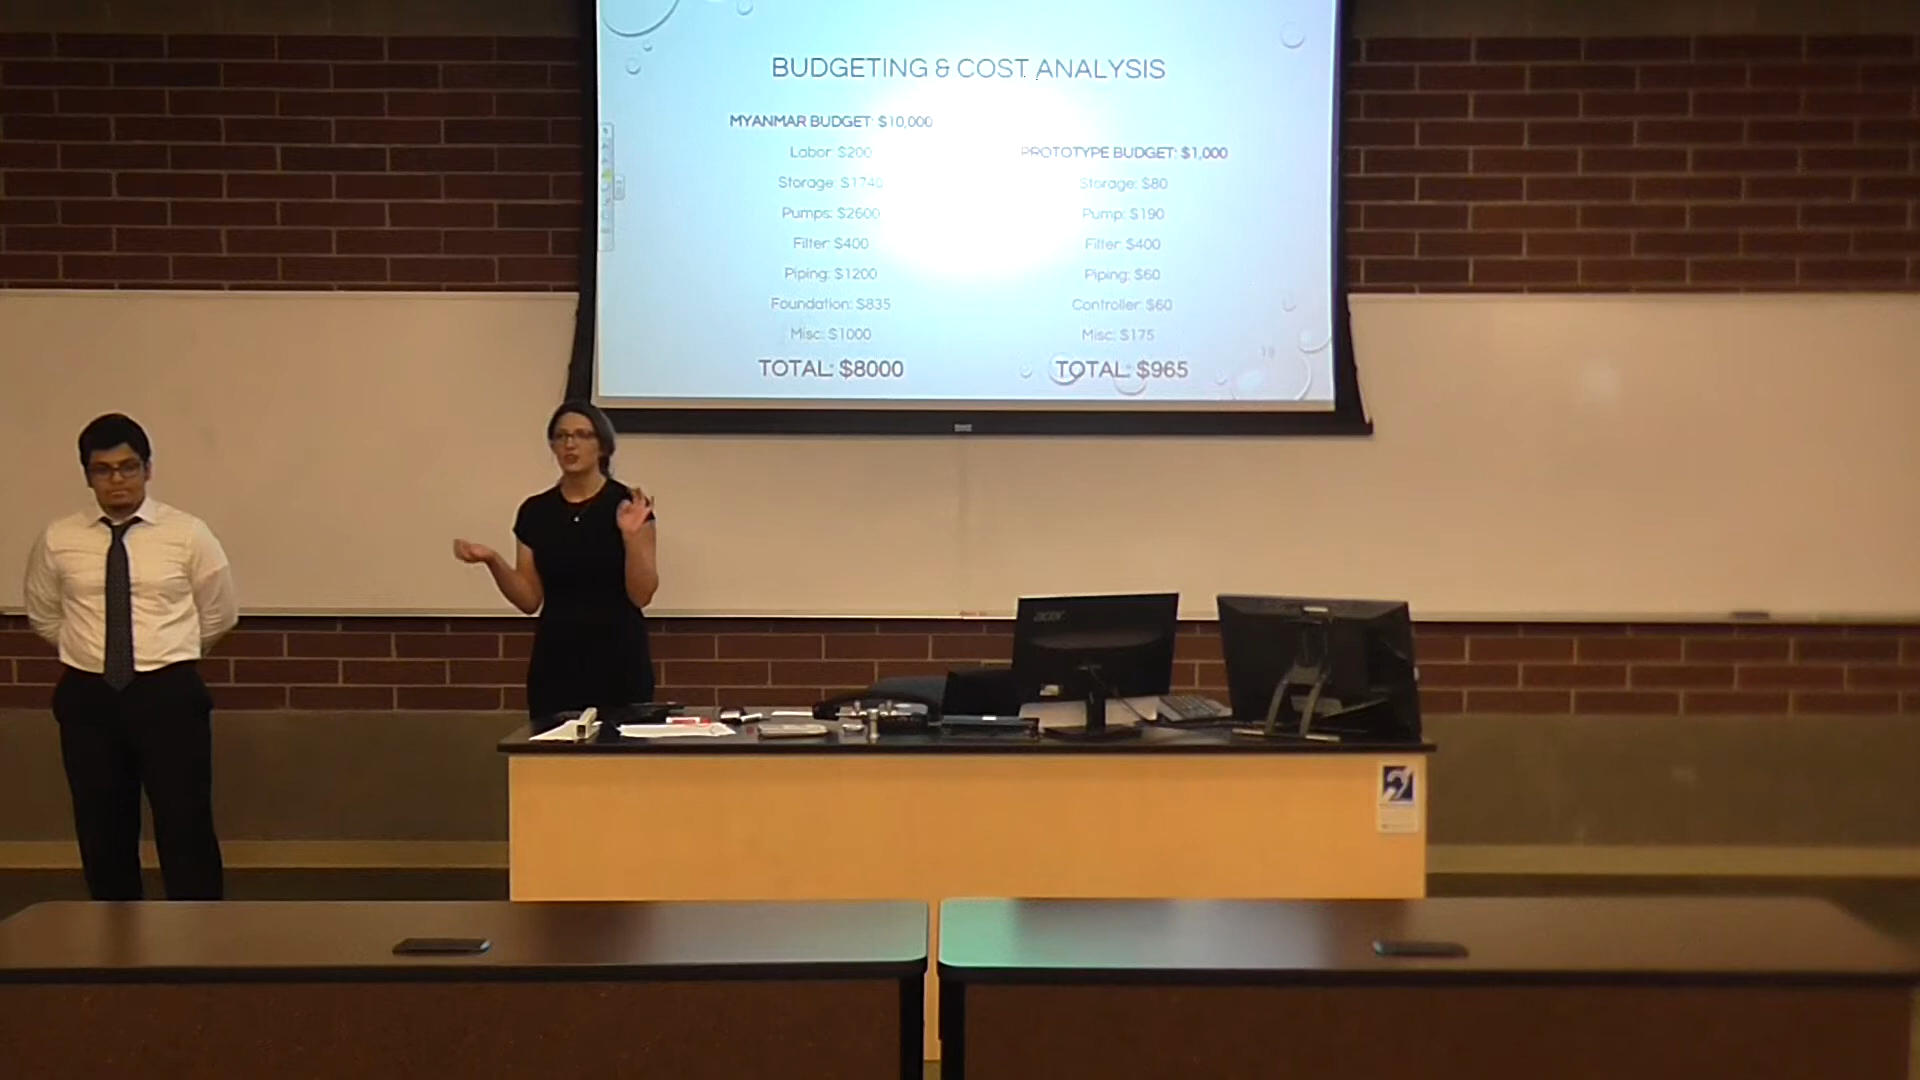 BUDGETING & COST ANALYSIS
MYANMAR BUDGET: $10,000
Labor: $200
Storage: $1740
Pumps: $2600
Filter: $400
Piping: $1200
Foundation: $835
Misc: $1000
TOTAL: $8000
PROTOTYPE BUDGET: $1,000
Storage: $80
Pump: $190
Filter: $400
Piping: $60
Controller: $60
Misc: $175
TOTAL: $965
acer